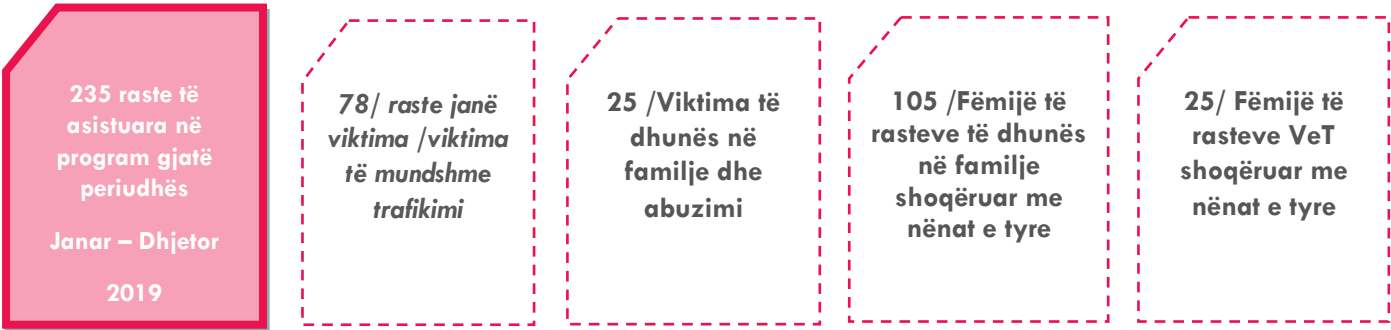 235 raste të
asistuara në
program gjatë
periudhës
Janar – Dhjetor
2019
78/ raste janë
viktima /viktima
të mundshme
trafikimi
25 /Viktima të
dhunës në
familje dhe
abuzimi
105 /Fëmijë të
rasteve të dhunës
në familje
shoqëruar me
nënat e tyre
25/ Fëmijë të
rasteve VeT
shoqëruar me
nënat e tyre